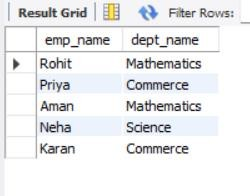 Result Grid Filter Rows:
emp_name dept_name
Rohit Mathematics
Priya Commerce
Aman Mathematics
Neha Science
Karan Commerce